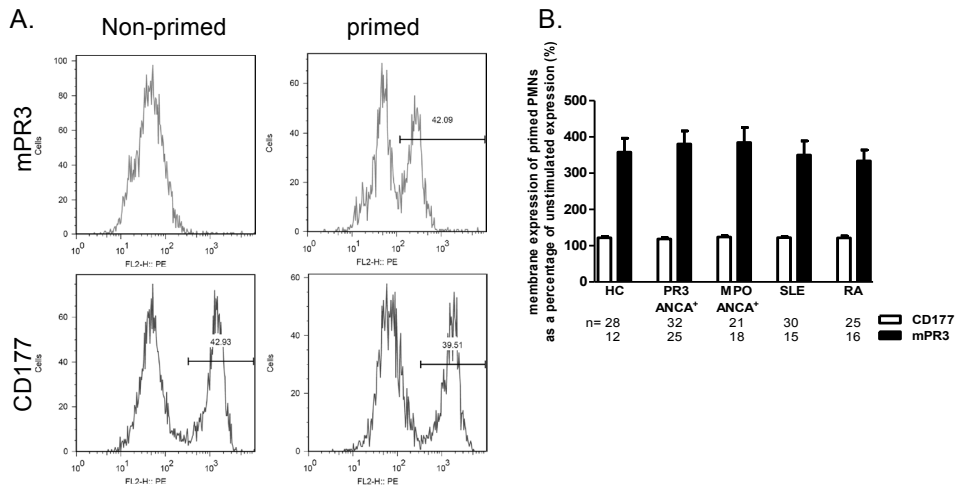 A.
Non-primed
primed
mPR3
Cells
100
80
60
40
20
0
10^0 10^1 10^2 10^3
FL2-H:: PE
Cells
60
40
20
0
42.09
10^0 10^1 10^2 10^3
FL2-H:: PE
CD177
Cells
60
40
20
0
42.93
10^0 10^1 10^2 10^3
FL2-H:: PE
Cells
60
40
20
0
39.51
10^0 10^1 10^2 10^3
FL2-H:: PE
B.
membrane expression of primed PMNs
as a percentage of unstimulated expression (%)
500
400
300
200
100
0
HC PR3 MPO SLE RA
ANCA+ ANCA+
n= 28 32 21 30 25
12 25 18 15 16
CD177
mPR3